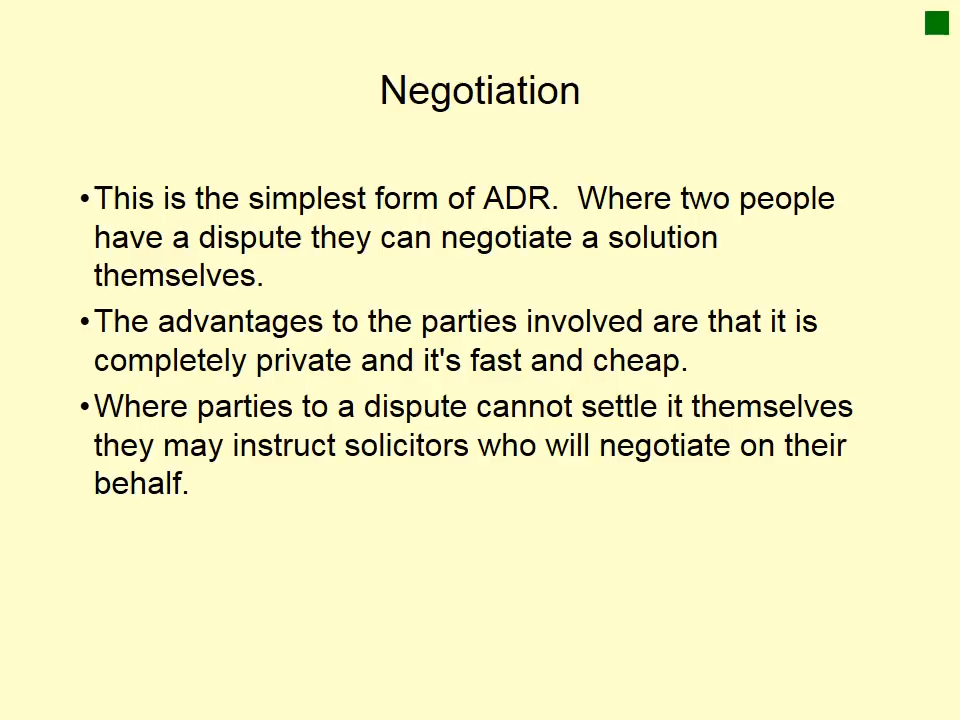 Negotiation
•This is the simplest form of ADR.  Where two people
have a dispute they can negotiate a solution
themselves.
•The advantages to the parties involved are that it is
completely private and it's fast and cheap.
•Where parties to a dispute cannot settle it themselves
they may instruct solicitors who will negotiate on their
behalf.